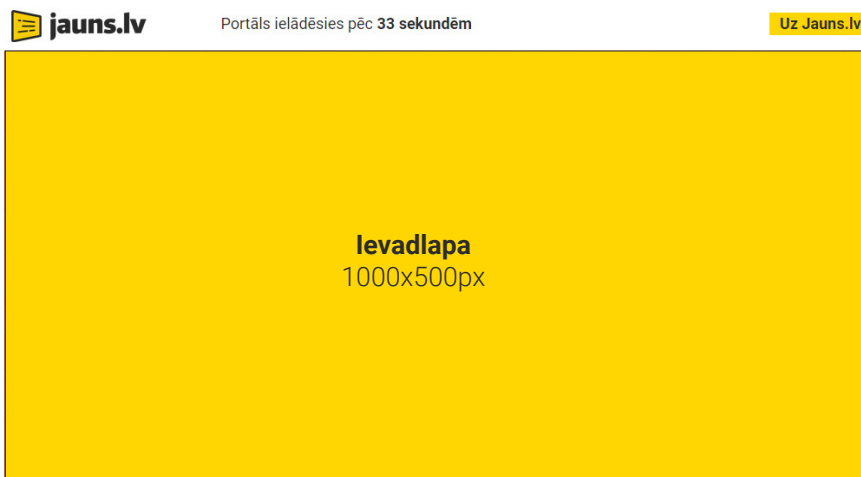 jauns.lv
Portāls ielādēsies pēc 33 sekundēm
Uz Jauns.lv
Ievadlapa
1000x500px